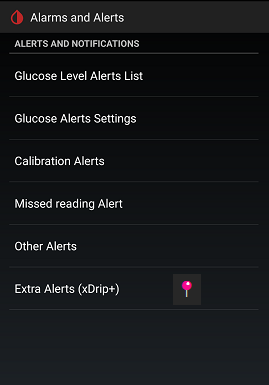 Alarms and Alerts
ALERTS AND NOTIFICATIONS
Glucose Level Alerts List
Glucose Alerts Settings
Calibration Alerts
Missed reading Alert
Other Alerts
Extra Alerts (xDrip+)